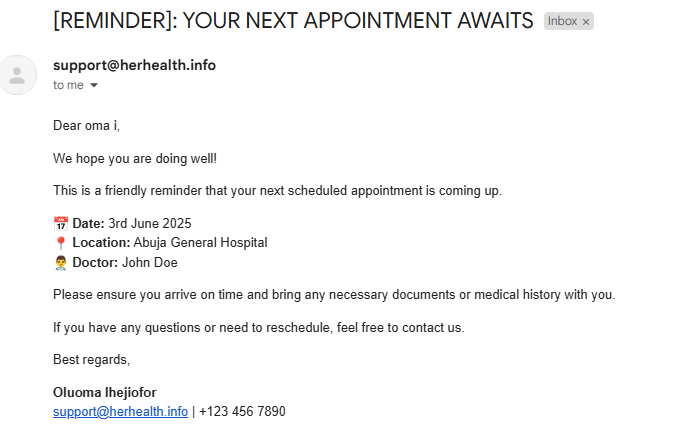 [REMINDER]: YOUR NEXT APPOINTMENT AWAITS Inbox x
support@herhealth.info
to me
Dear oma i,
We hope you are doing well!
This is a friendly reminder that your next scheduled appointment is coming up.
📅 Date: 3rd June 2025
📍 Location: Abuja General Hospital
👨‍⚕️ Doctor: John Doe
Please ensure you arrive on time and bring any necessary documents or medical history with you.
If you have any questions or need to reschedule, feel free to contact us.
Best regards,
Oluoma Ihejiofor
support@herhealth.info | +123 456 7890